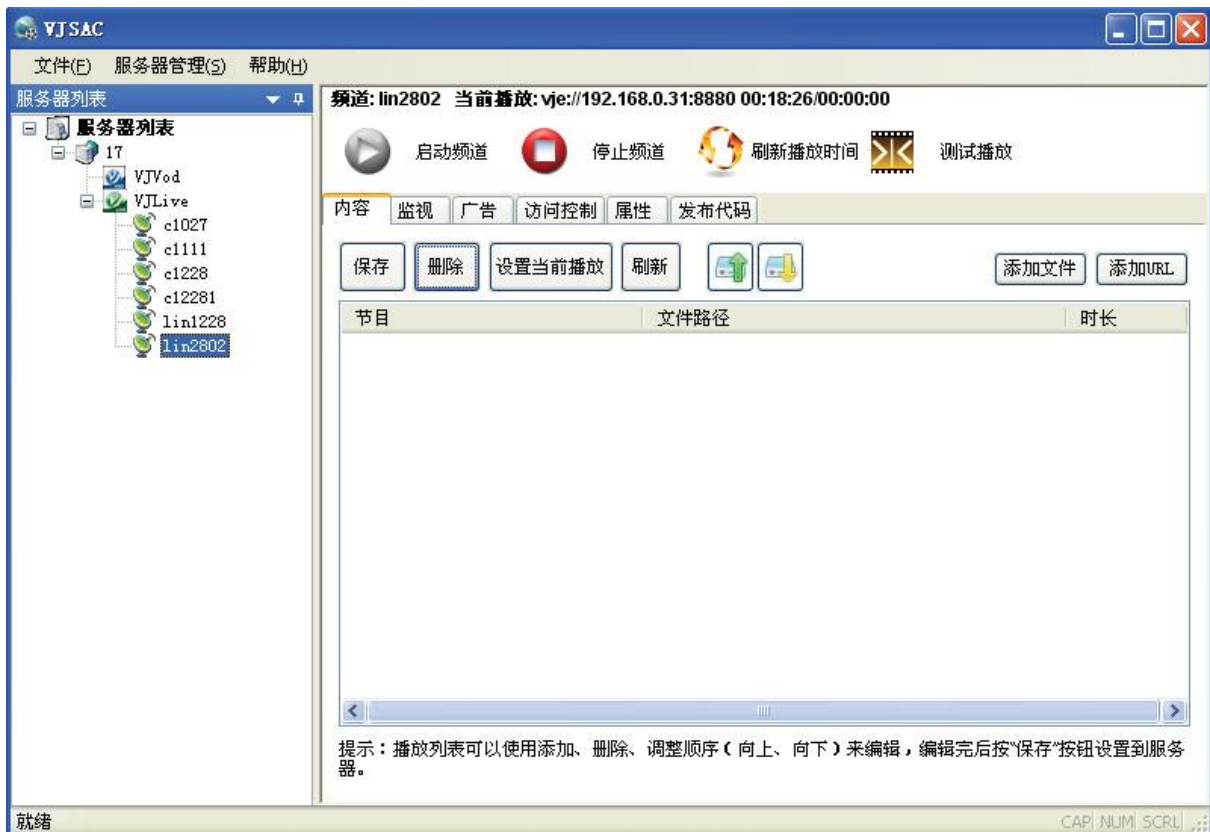 VJSAC
文件(F) 服务器管理(S) 帮助(H)
服务器列表
服务器列表
17
VJVod
VJLive
c1027
c1111
c1228
c12281
lin1228
lin2802
频道: lin2802 当前播放: vje://192.168.0.31:8880 00:18:26/00:00:00
启动频道 停止频道 刷新播放时间 测试播放
内容 监视 广告 访问控制 属性 发布代码
保存 删除 设置当前播放 刷新 添加文件 添加URL
节目 文件路径 时长
提示：播放列表可以使用添加、删除、调整顺序（向上、向下）来编辑，编辑完后按"保存"按钮设置到服务
器。
就绪 CAP NUM SCRL